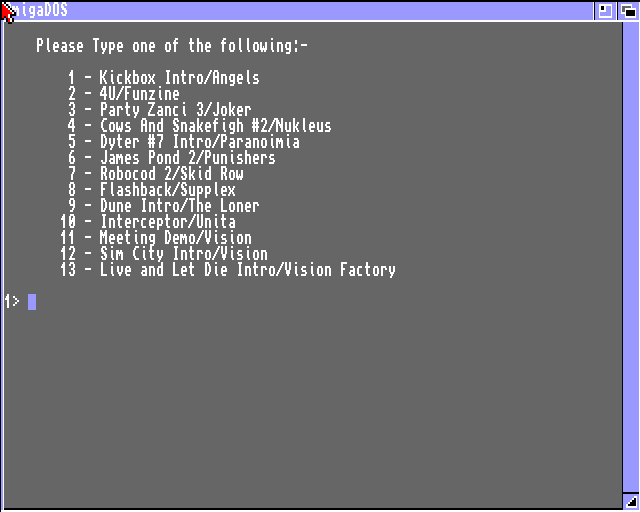 migaDOS
Please Type one of the following:-
1 - Kickbox Intro/Angels
2 - 4U/Funzine
3 - Party Zanci 3/Joker
4 - Cows And Snakefigh #2/Nukleus
5 - Dyter #7 Intro/Paranoimia
6 - James Pond 2/Punishers
7 - Robocod 2/Skid Row
8 - Flashback/Supplex
9 - Dune Intro/The Loner
10 - Interceptor/Unita
11 - Meeting Demo/Vision
12 - Sim City Intro/Vision
13 - Live and Let Die Intro/Vision Factory
1>